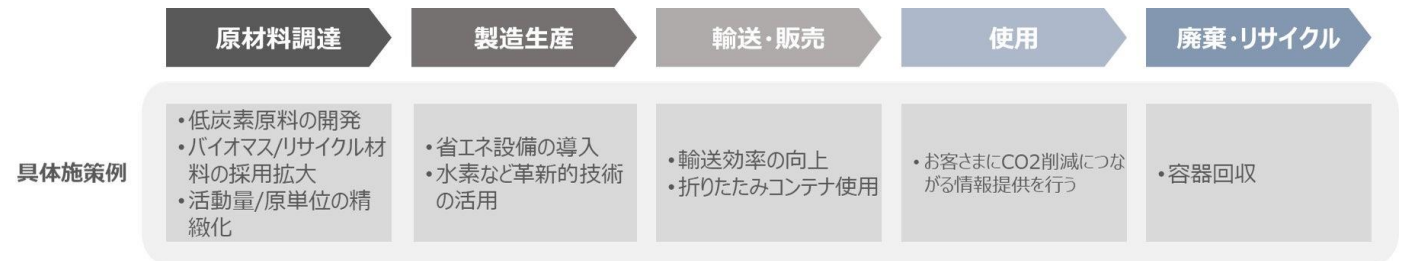 原材料調達
製造生産
輸送・販売
使用
廃棄・リサイクル
具体施策例
•低炭素原料の開発
•バイオマス/リサイクル材
料の採用拡大
•活動量/原単位の精
緻化
•省エネ設備の導入
•水素など革新的技術
の活用
•輸送効率の向上
•折りたたみコンテナ使用
•お客さまにCO2削減につな
がる情報提供を行う
•容器回収